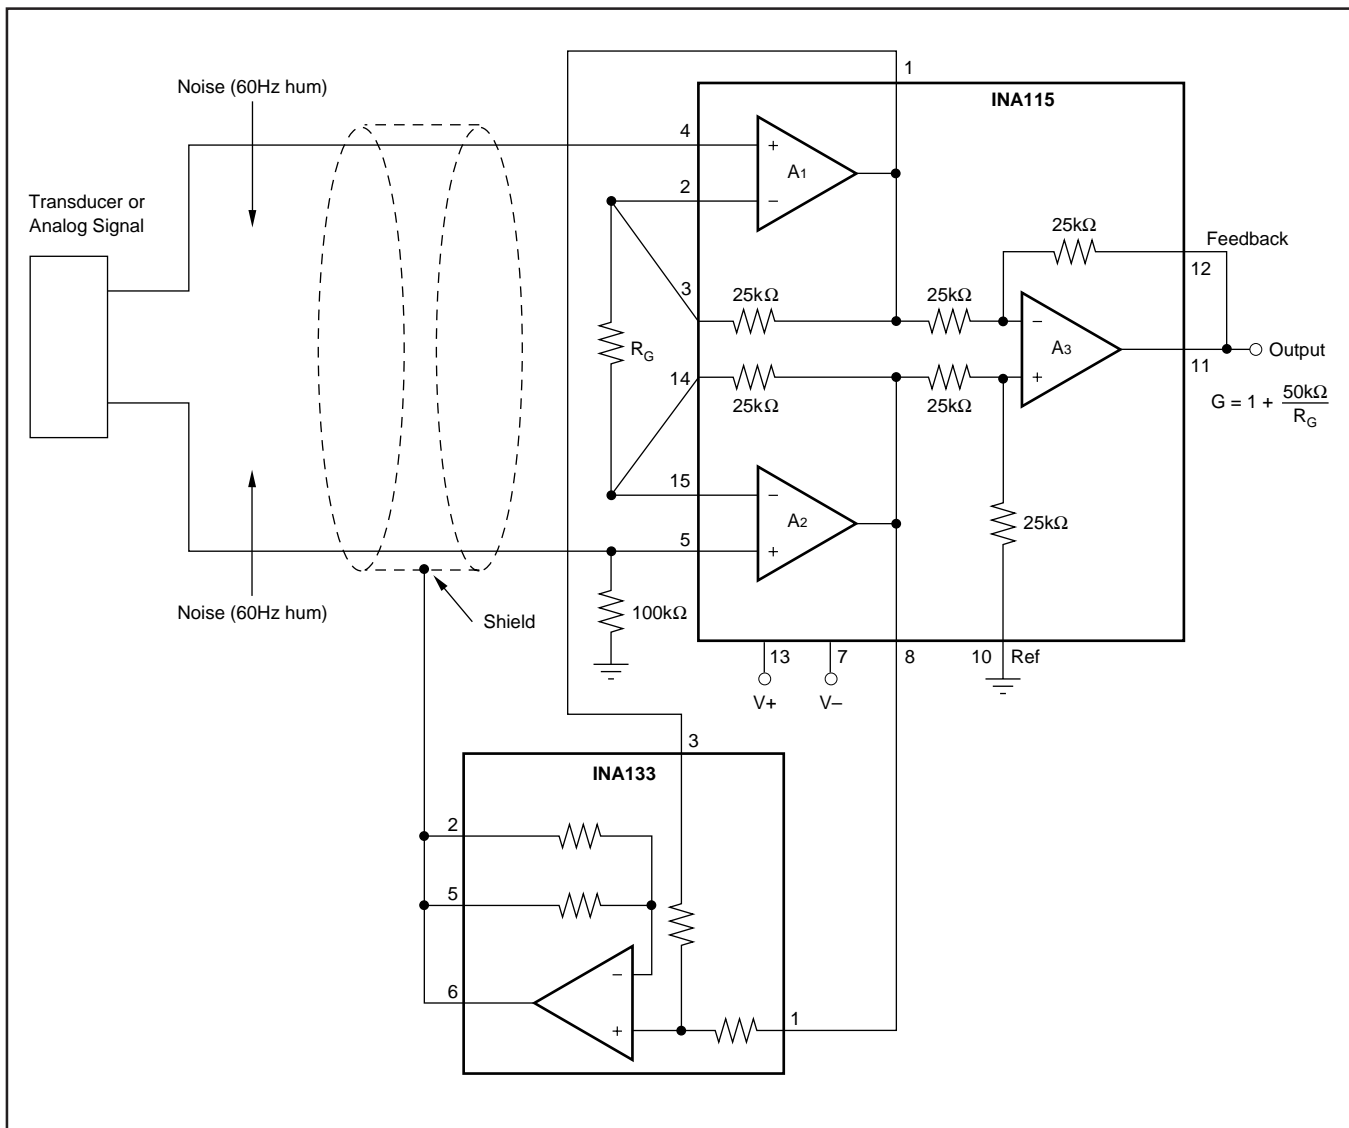 1
Noise (60Hz hum)
INA115
4
+
A1
2
−
Transducer or
Analog Signal
25kΩ
Feedback
12
3
25kΩ
25kΩ
−
RG
A3
Output
14
+
11
25kΩ
25kΩ
G = 1 + 50kΩ
RG
15
−
A2
25kΩ
5
+
Noise (60Hz hum)
Shield
100kΩ
13
7
8
10
Ref
V+
V–
3
INA133
2
5
−
6
+
1